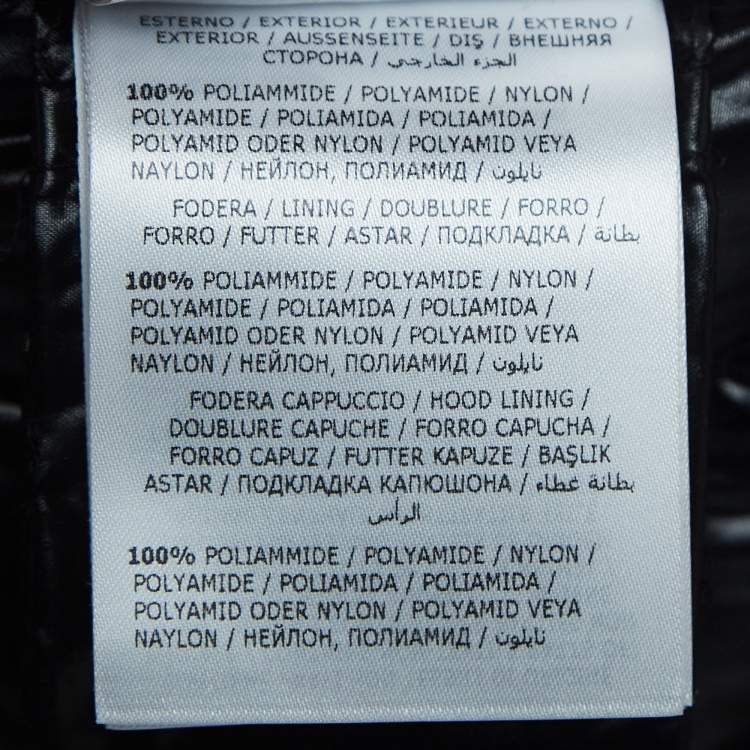 ESTERNO / EXTERIOR / EXTERIEUR / EXTERNO /
EXTERIOR / AUSSENSEITE / DIŞ / ВНЕШНЯЯ
СТОРОНА / الجزء الخارجي
100% POLIAMMIDE / POLYAMIDE / NYLON /
POLYAMIDE / POLIAMIDA / POLIAMIDA /
POLYAMID ODER NYLON / POLYAMID VEYA
NAYLON / НЕЙЛОН, ПОЛИАМИД / نايلون
FODERA / LINING / DOUBLURE / FORRO /
FORRO / FUTTER / ASTAR / ПОДКЛАДКА / بطانة
100% POLIAMMIDE / POLYAMIDE / NYLON /
POLYAMIDE / POLIAMIDA / POLIAMIDA /
POLYAMID ODER NYLON / POLYAMID VEYA
NAYLON / НЕЙЛОН, ПОЛИАМИД / نايلون
FODERA CAPPUCCIO / HOOD LINING /
DOUBLURE CAPUCHE / FORRO CAPUCHA /
FORRO CAPUZ / FUTTER KAPUZE / BAŞLIK
ASTAR / ПОДКЛАДКА КАПЮШОНА / بطانة غطاء
الرأس
100% POLIAMMIDE / POLYAMIDE / NYLON /
POLYAMIDE / POLIAMIDA / POLIAMIDA /
POLYAMID ODER NYLON / POLYAMID VEYA
NAYLON / НЕЙЛОН, ПОЛИАМИД / نايلون